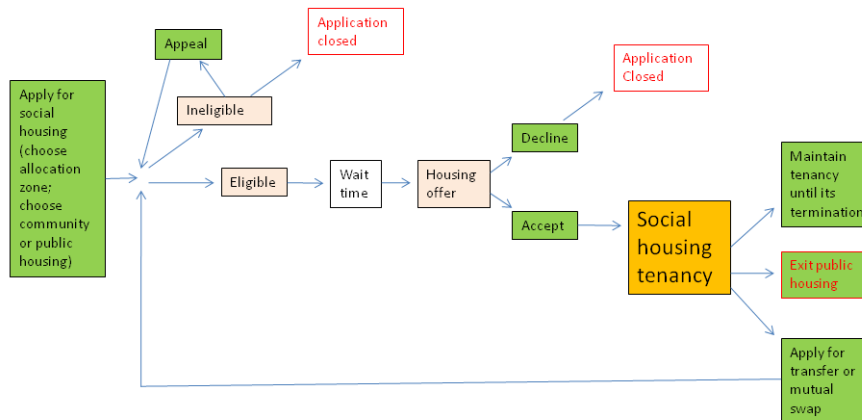 Apply for
social
housing
(choose
allocation
zone;
choose
community
or public
housing)
Appeal
Application
closed
Ineligible
Eligible
Wait
time
Housing
offer
Decline
Application
Closed
Accept
Social
housing
tenancy
Maintain
tenancy
until its
termination
Exit public
housing
Apply for
transfer or
mutual
swap